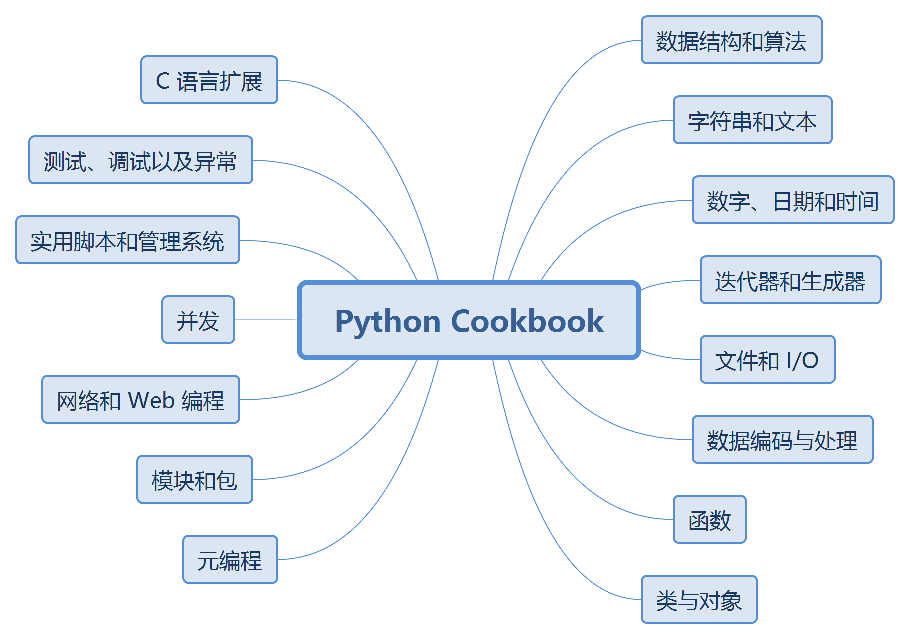 Python Cookbook
数据结构和算法
字符串和文本
数字、日期和时间
迭代器和生成器
文件和 I/O
数据编码与处理
函数
类与对象
元编程
模块和包
网络和 Web 编程
并发
实用脚本和管理系统
测试、调试以及异常
C 语言扩展